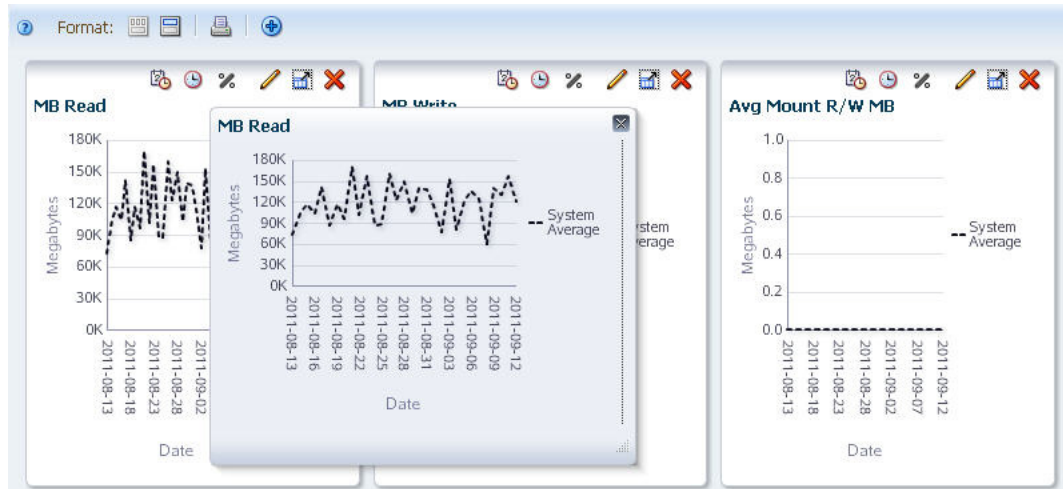 Format:
MB Read
180K
150K
120K
90K
60K
30K
0K
Megabytes
2011-08-13
2011-08-18
2011-08-23
2011-08-28
2011-09-02
Date
MB Read
180K
150K
120K
90K
60K
30K
0K
Megabytes
System
Average
2011-08-13
2011-08-16
2011-08-19
2011-08-22
2011-08-25
2011-08-28
2011-08-31
2011-09-03
2011-09-06
2011-09-09
2011-09-12
Date
MB Write
ystem
verage
Avg Mount R/W MB
1.0
0.8
0.6
0.4
0.2
0.0
Megabytes
System
Average
2011-08-13
2011-08-18
2011-08-23
2011-08-28
2011-09-02
2011-09-07
2011-09-12
Date